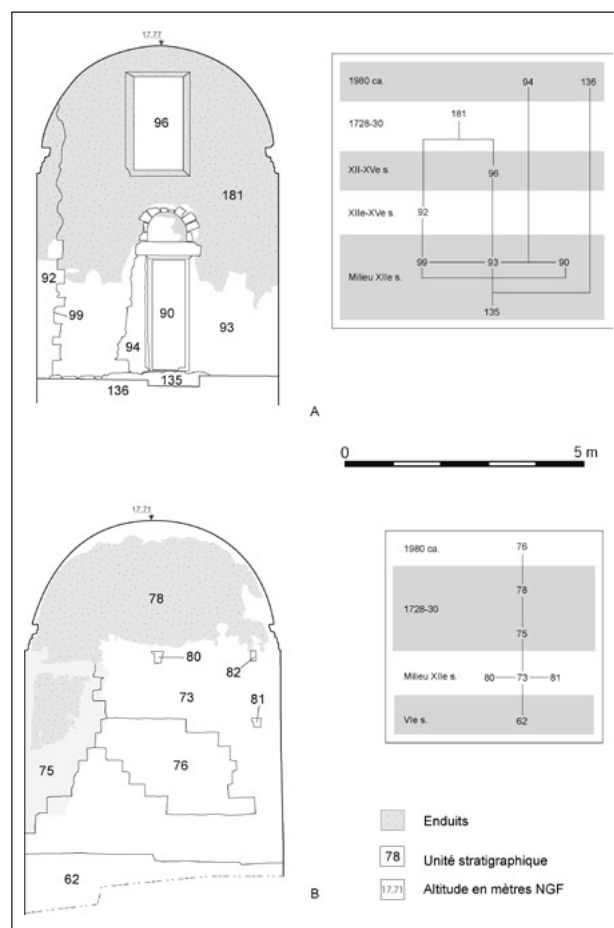 17.77
96
181
92
99
94
90
93
136
135
A
1980 ca.
94
136
1728-30
181
XII-XVe s.
96
XIIe-XVe s.
92
Milieu XIIe s.
99
93
90
135
0
5 m
17.71
78
80
82
73
81
76
75
62
B
1980 ca.
76
1728-30
78
75
Milieu XIIe s.
80
73
81
VIe s.
62
Enduits
78 Unité stratigraphique
17.71 Altitude en mètres NGF